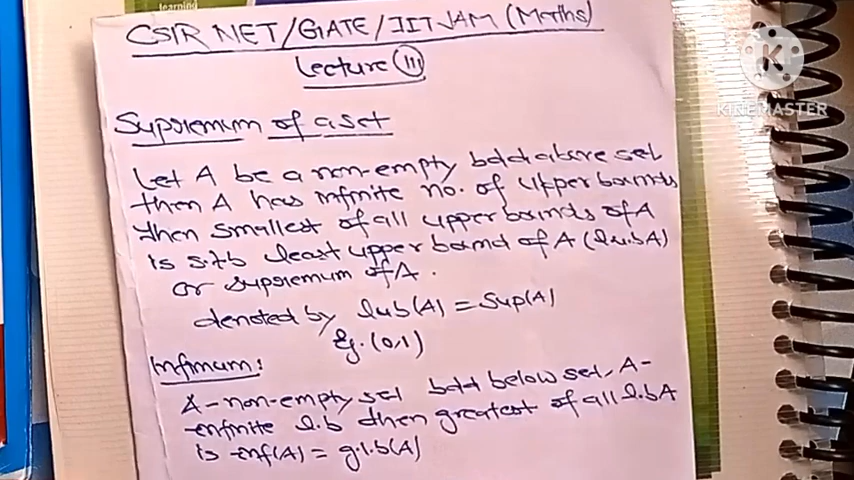 learning
CSIR NET/GATE/IIT JAM (Maths)
Lecture (III)
KINEMASTER
Supremum of a set
Let A be a non-empty bdd above set
then A has infinite no. of upper bounds
then smallest of all upper bounds of A
is s.t.b least upper bound of A (l.u.b A)
or supremum of A.
denoted by lub(A) = Sup(A)
Eg. (0,1)
Infimum:
A-non-empty set bdd below set, A-
-infinite l.b then greatest of all l.b A
is inf(A) = g.l.b(A)